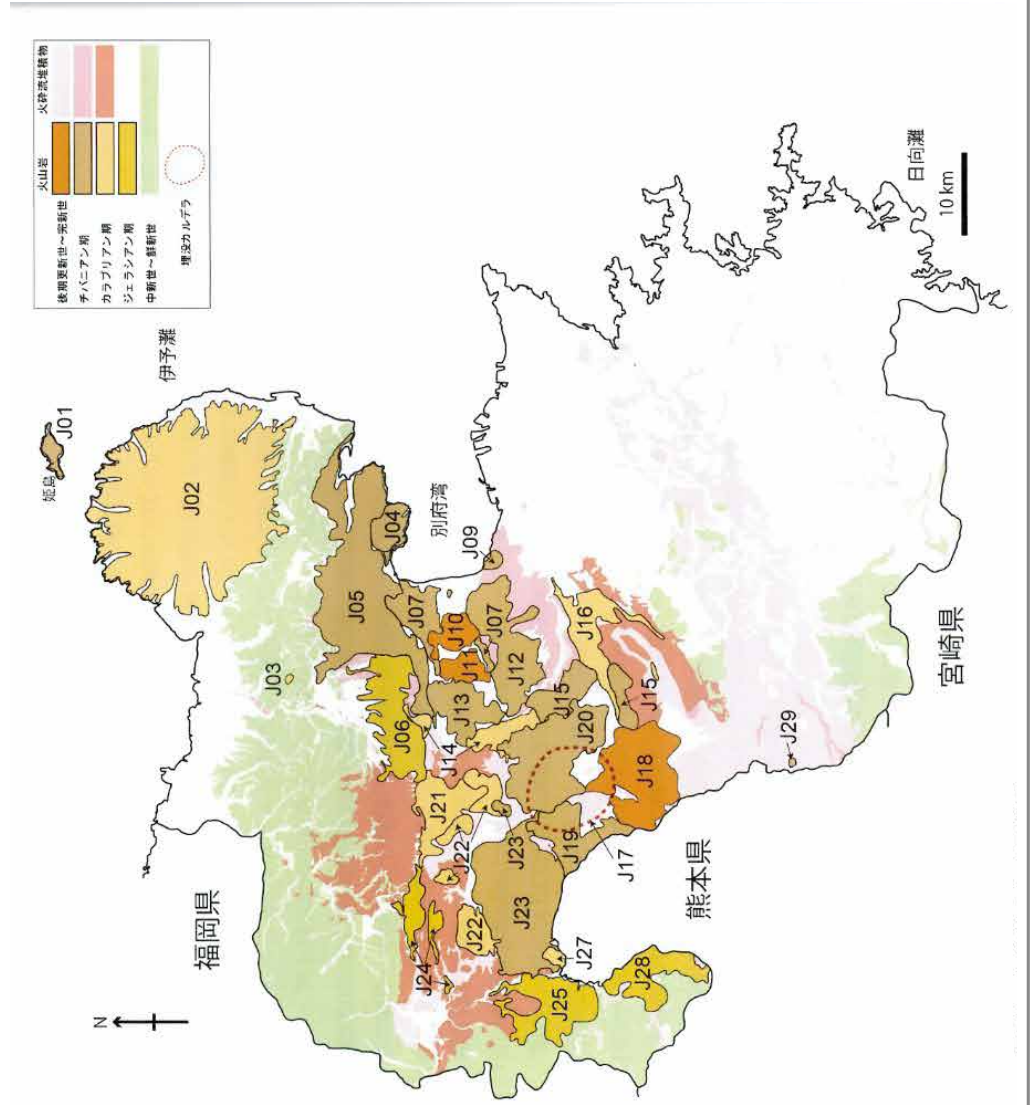 火山岩 火砕流堆積物
後期更新世~完新世
チバニアン期
カラブリアン期
ジェラシアン期
中新世~鮮新世
埋没カルデラ
N
福岡県
熊本県
宮崎県
姫島
伊予灘
別府湾
日向灘
10 km
J01
J02
J03
J04
J05
J06
J07
J07
J09
J10
J11
J12
J13
J14
J15
J15
J16
J17
J18
J19
J20
J21
J22
J22
J23
J23
J24
J25
J27
J28
J29